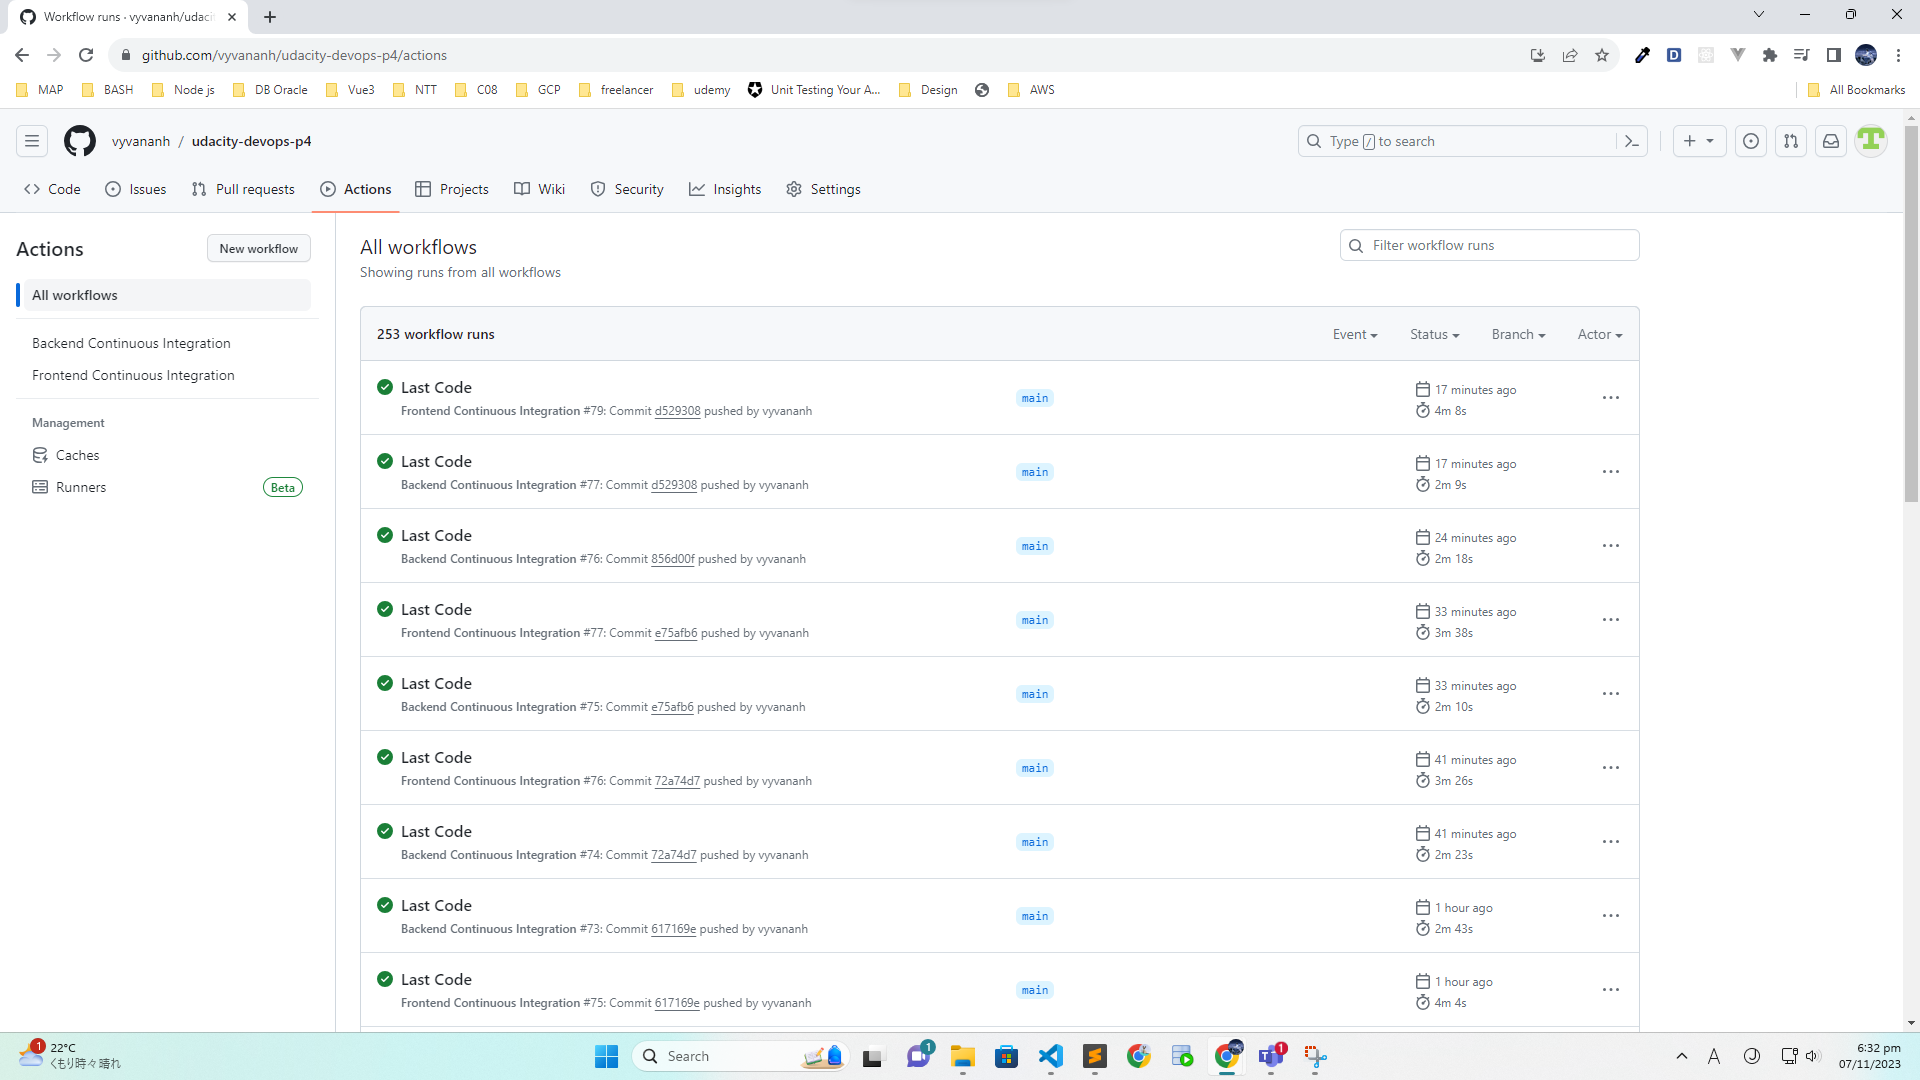 Workflow runs · vyvananh/udaci
github.com/vyvananh/udacity-devops-p4/actions
MAP BASH Node js DB Oracle Vue3 NTT C08 GCP freelancer udemy Unit Testing Your A... Design AWS All Bookmarks
vyvananh / udacity-devops-p4
Type / to search
Code Issues Pull requests Actions Projects Wiki Security Insights Settings
Actions
New workflow
All workflows
Backend Continuous Integration
Frontend Continuous Integration
Management
Caches
Runners Beta
All workflows
Showing runs from all workflows
Filter workflow runs
253 workflow runs Event Status Branch Actor
Last Code
Frontend Continuous Integration #79: Commit d529308 pushed by vyvananh
main
17 minutes ago
4m 8s
Last Code
Backend Continuous Integration #77: Commit d529308 pushed by vyvananh
main
17 minutes ago
2m 9s
Last Code
Backend Continuous Integration #76: Commit 856d00f pushed by vyvananh
main
24 minutes ago
2m 18s
Last Code
Frontend Continuous Integration #77: Commit e75afb6 pushed by vyvananh
main
33 minutes ago
3m 38s
Last Code
Backend Continuous Integration #75: Commit e75afb6 pushed by vyvananh
main
33 minutes ago
2m 10s
Last Code
Frontend Continuous Integration #76: Commit 72a74d7 pushed by vyvananh
main
41 minutes ago
3m 26s
Last Code
Backend Continuous Integration #74: Commit 72a74d7 pushed by vyvananh
main
41 minutes ago
2m 23s
Last Code
Backend Continuous Integration #73: Commit 617169e pushed by vyvananh
main
1 hour ago
2m 43s
Last Code
Frontend Continuous Integration #75: Commit 617169e pushed by vyvananh
main
1 hour ago
4m 4s
1
22°C
くもり時々晴れ
Search
1
1
A
6:32 pm
07/11/2023